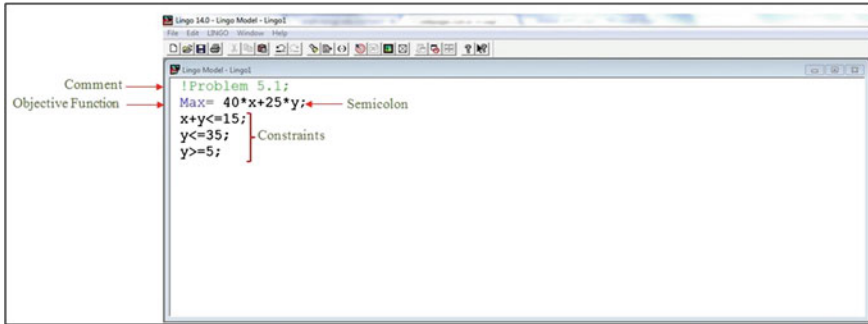 Lingo 14.0 - Lingo Model - Lingo1
File Edit LINGO Window Help
Lingo Model - Lingo1
Comment
!Problem 5.1;
Objective Function
Max= 40*x+25*y;
Semicolon
x+y<=15;
y<=35;
Constraints
y>=5;